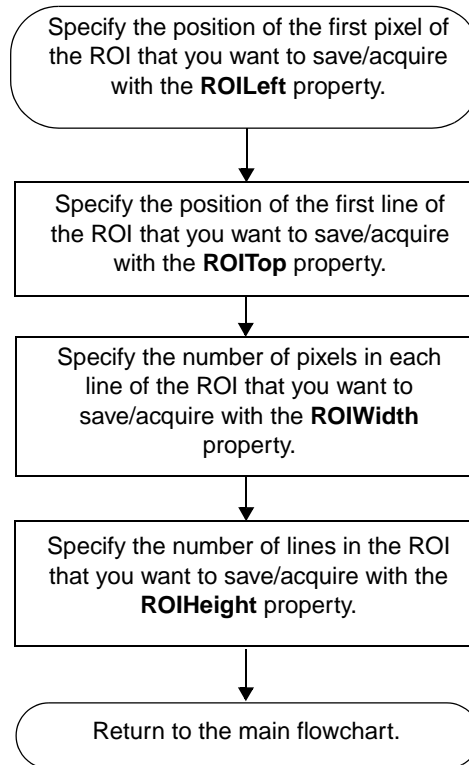 Specify the position of the first pixel of
the ROI that you want to save/acquire
with the ROILeft property.
Specify the position of the first line of
the ROI that you want to save/acquire
with the ROITop property.
Specify the number of pixels in each
line of the ROI that you want to
save/acquire with the ROIWidth
property.
Specify the number of lines in the ROI
that you want to save/acquire with the
ROIHeight property.
Return to the main flowchart.